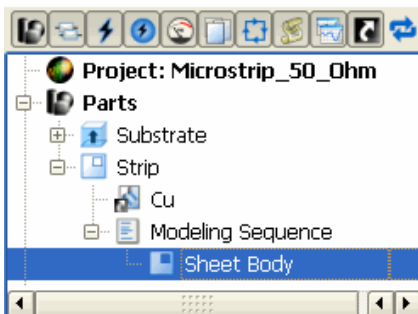 Project: Microstrip_50_Ohm
Parts
Substrate
Strip
Cu
Modeling Sequence
Sheet Body